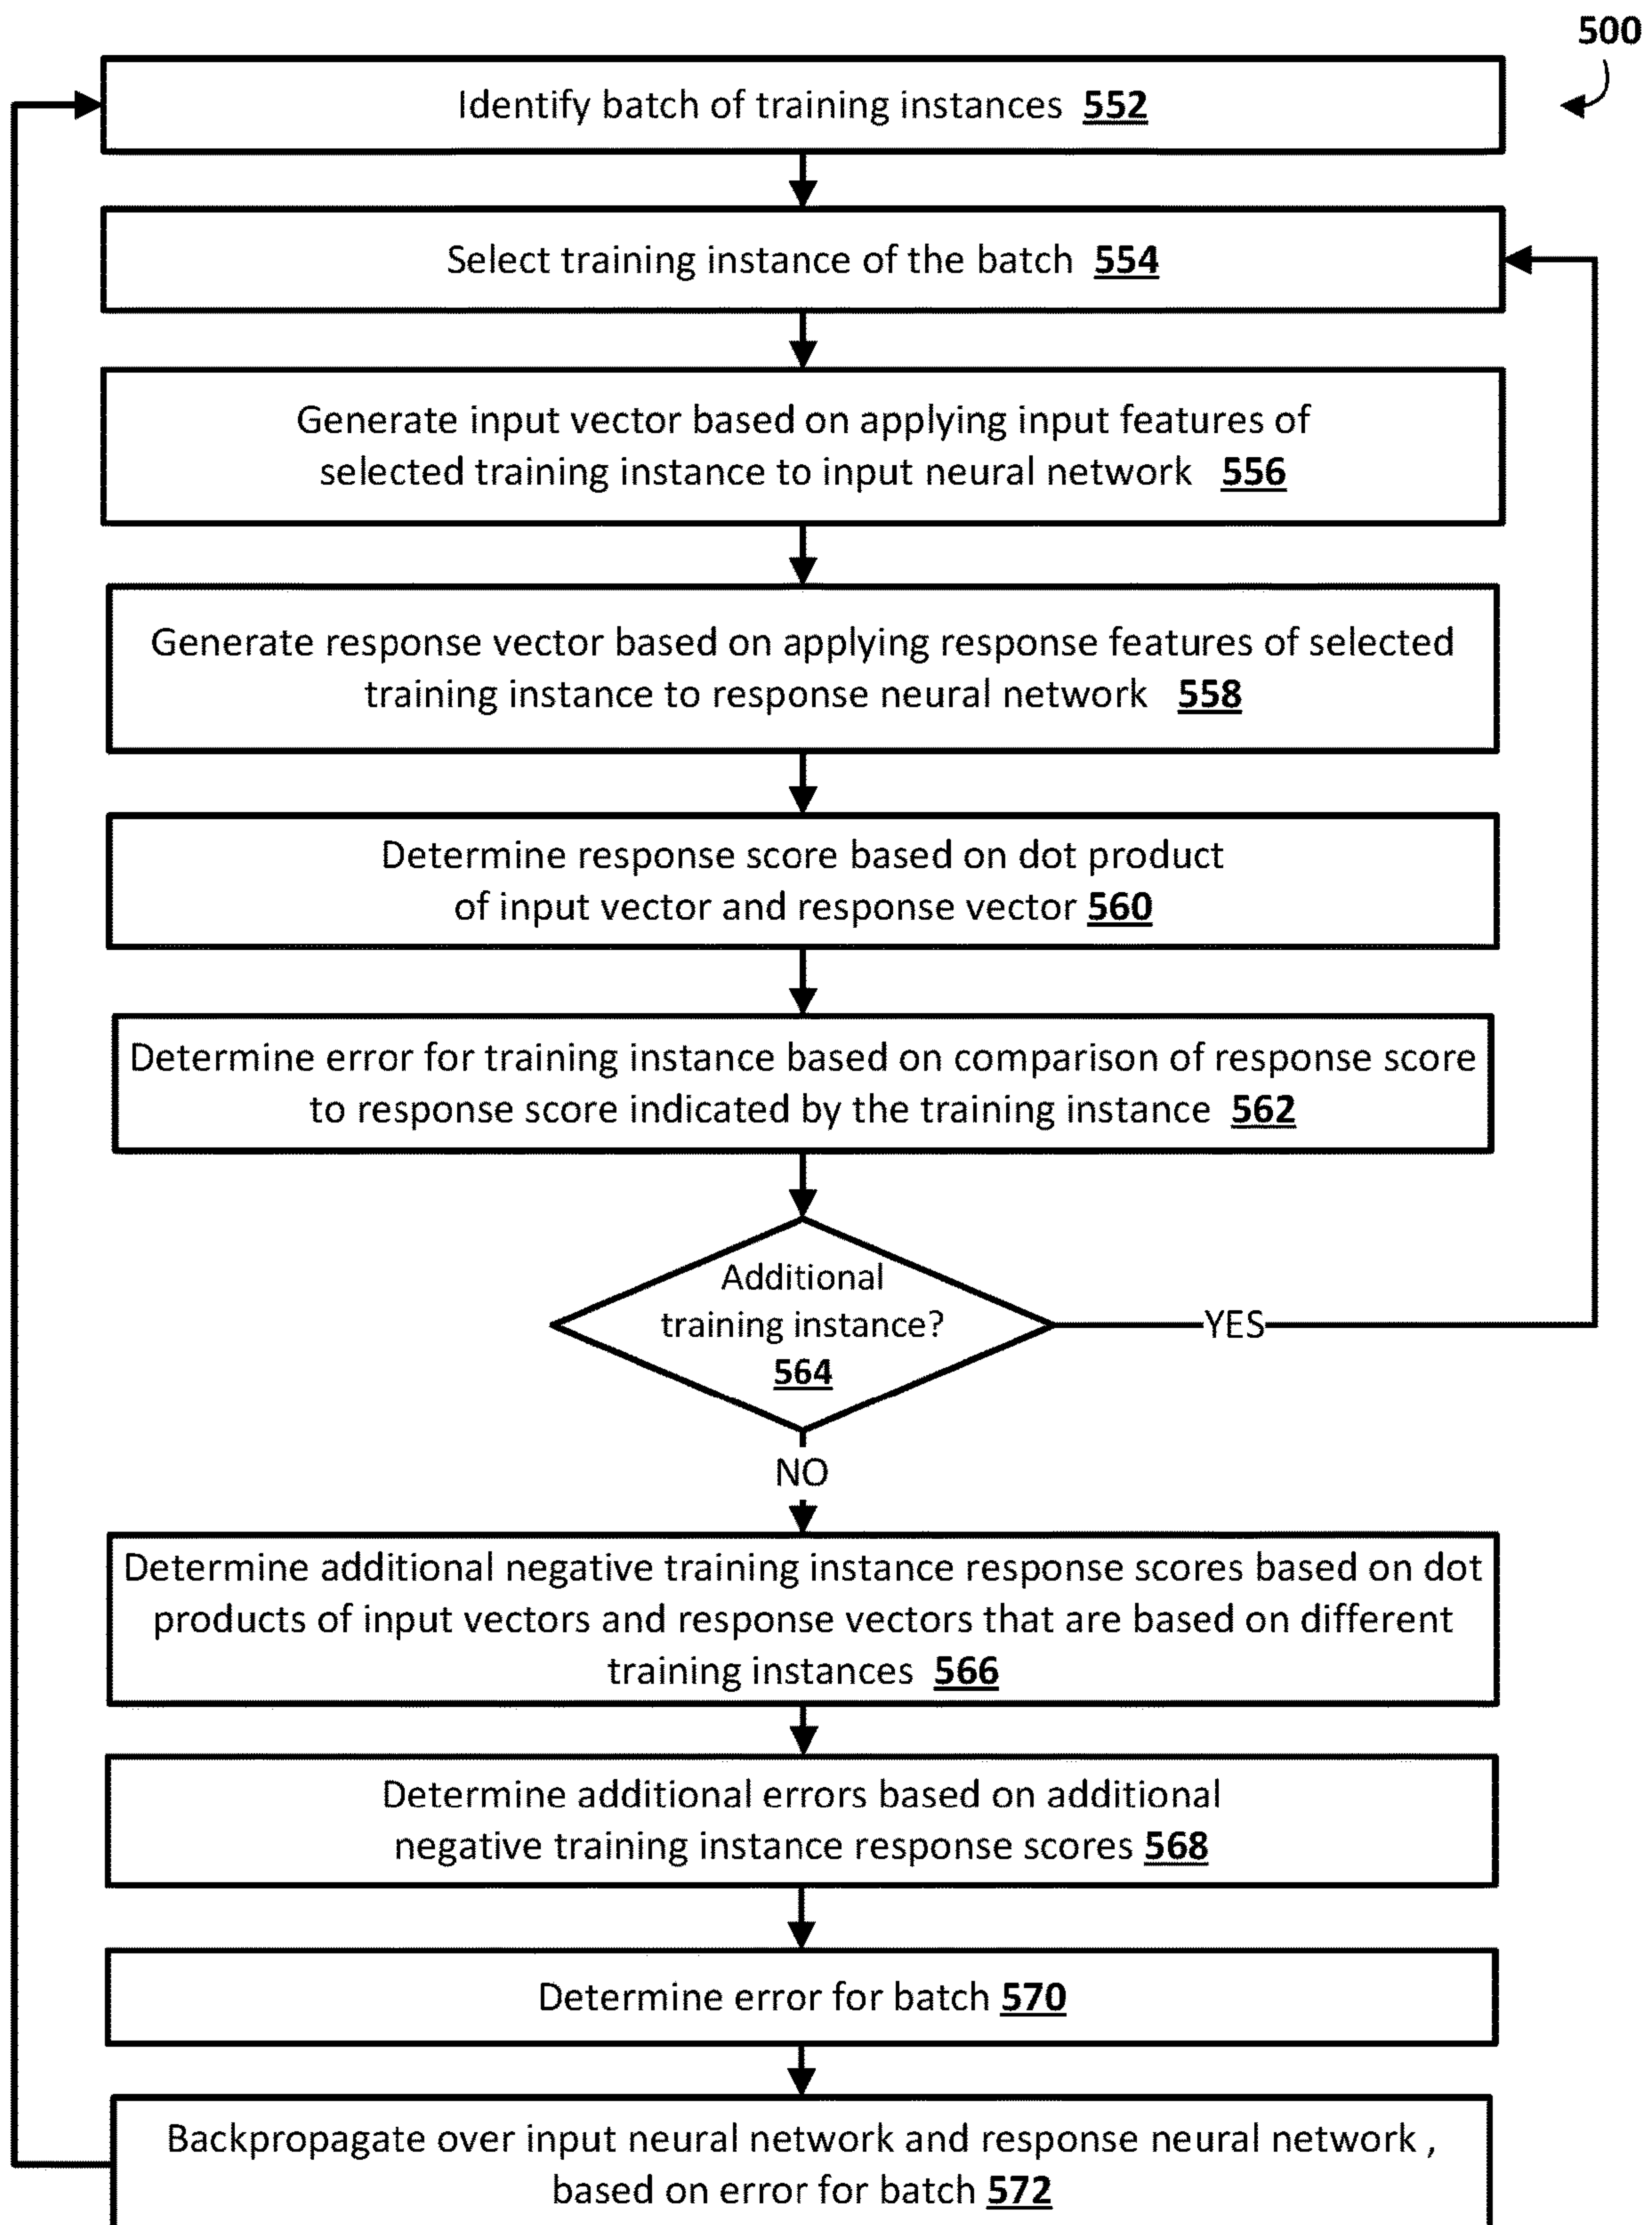 500
Identify batch of training instances 552
Select training instance of the batch 554
Generate input vector based on applying input features of
selected training instance to input neural network 556
Generate response vector based on applying response features of selected
training instance to response neural network 558
Determine response score based on dot product
of input vector and response vector 560
Determine error for training instance based on comparison of response score
to response score indicated by the training instance 562
Additional
training instance?
564
YES
NO
Determine additional negative training instance response scores based on dot
products of input vectors and response vectors that are based on different
training instances 566
Determine additional errors based on additional
negative training instance response scores 568
Determine error for batch 570
Backpropagate over input neural network and response neural network ,
based on error for batch 572